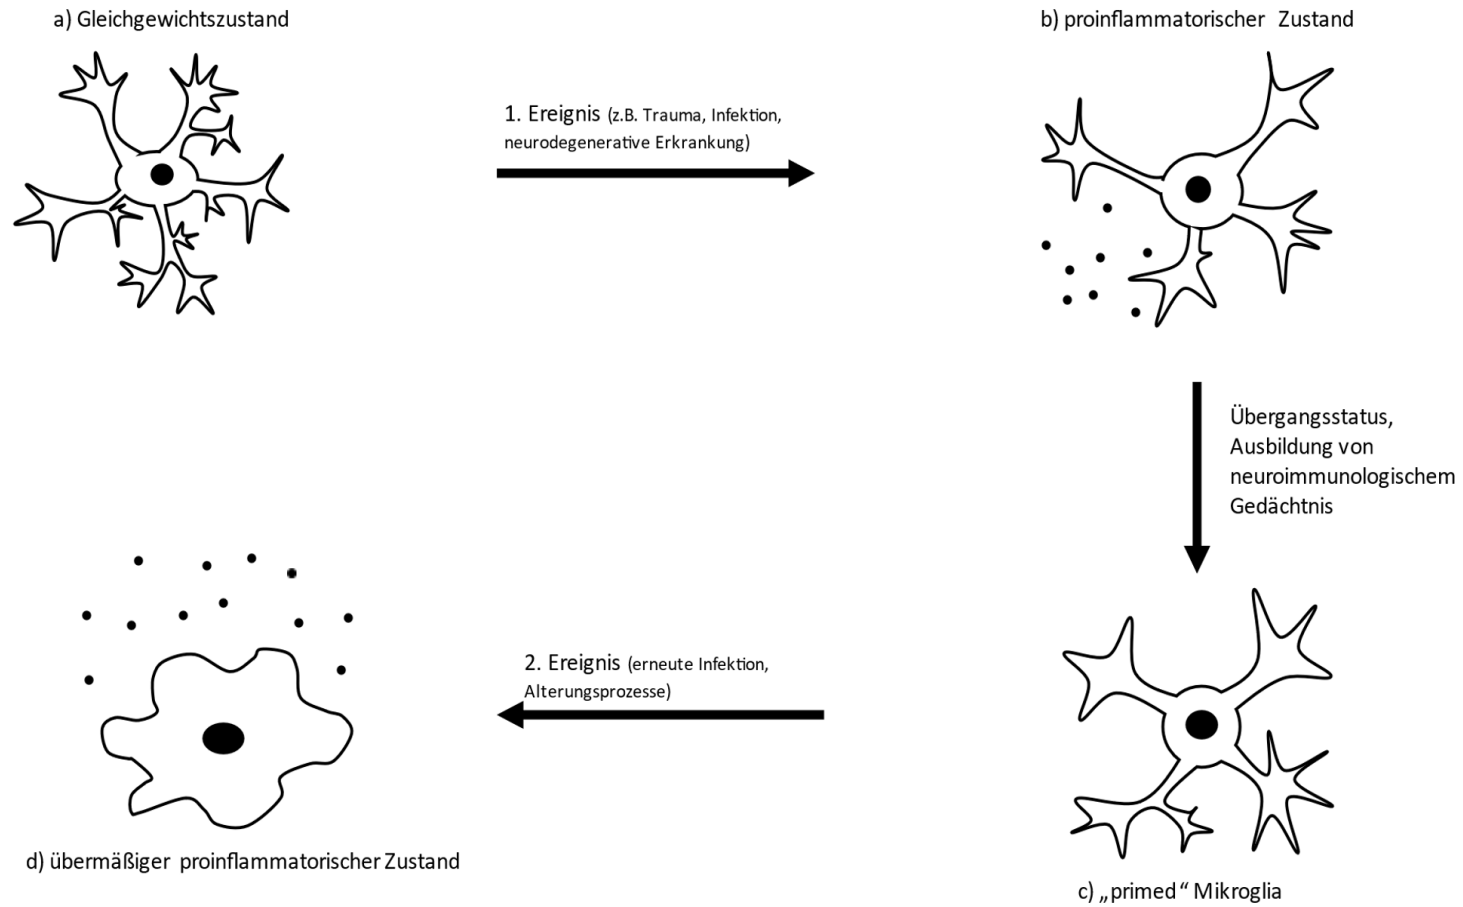 a) Gleichgewichtszustand
b) proinflammatorischer Zustand
1. Ereignis (z.B. Trauma, Infektion,
neurodegenerative Erkrankung)
Übergangsstatus,
Ausbildung von
neuroimmunologischem
Gedächtnis
2. Ereignis (erneute Infektion,
Alterungsprozesse)
d) übermäßiger proinflammatorischer Zustand
c) „primed“ Mikroglia